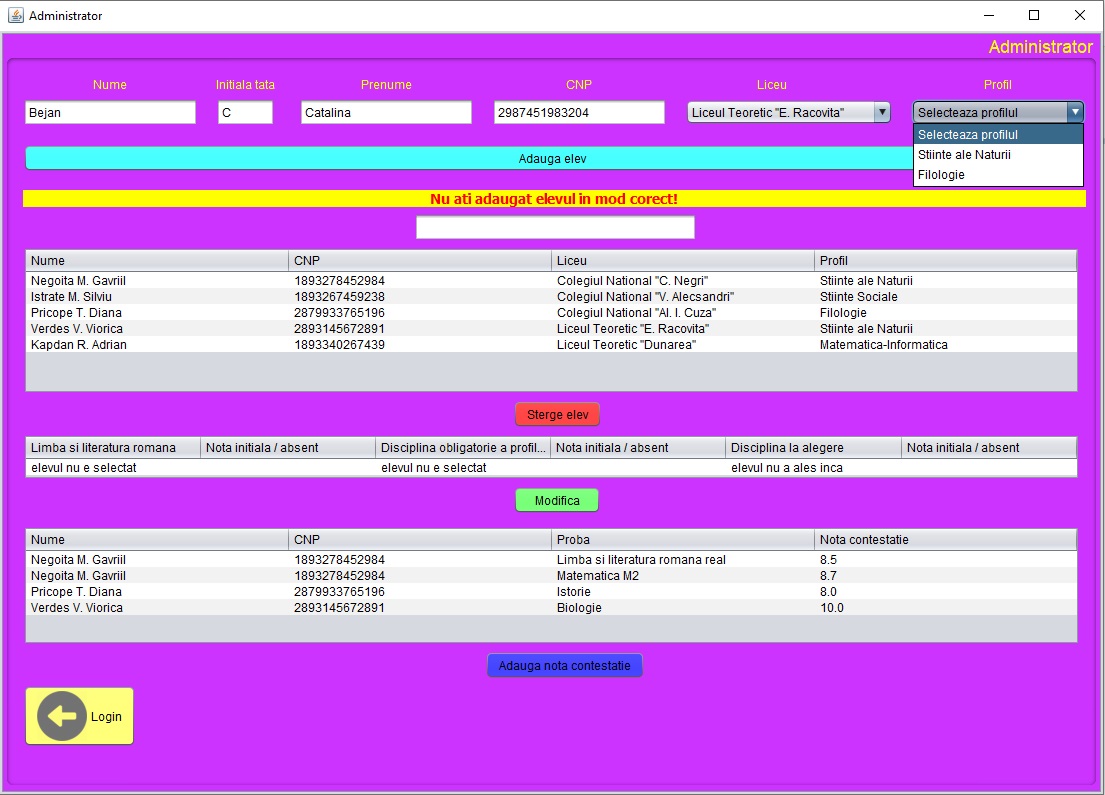 Administrator
Administrator
Nume Initiala tata Prenume CNP Liceu Profil
Bejan C Catalina 2987451983204 Liceul Teoretic "E. Racovita" Selecteaza profilul
Selecteaza profilul
Stiinte ale Naturii
Filologie
Adauga elev
Nu ati adaugat elevul in mod corect!
Nume CNP Liceu Profil
Negoita M. Gavriil 1893278452984 Colegiul National "C. Negri" Stiinte ale Naturii
Istrate M. Silviu 1893267459238 Colegiul National "V. Alecsandri" Stiinte Sociale
Pricope T. Diana 2879933765196 Colegiul National "Al. I. Cuza" Filologie
Verdes V. Viorica 2893145672891 Liceul Teoretic "E. Racovita" Stiinte ale Naturii
Kapdan R. Adrian 1893340267439 Liceul Teoretic "Dunarea" Matematica-Informatica
Sterge elev
Limba si literatura romana Nota initiala / absent Disciplina obligatorie a profil... Nota initiala / absent Disciplina la alegere Nota initiala / absent
elevul nu e selectat elevul nu e selectat elevul nu a ales inca
Modifica
Nume CNP Proba Nota contestatie
Negoita M. Gavriil 1893278452984 Limba si literatura romana real 8.5
Negoita M. Gavriil 1893278452984 Matematica M2 8.7
Pricope T. Diana 2879933765196 Istorie 8.0
Verdes V. Viorica 2893145672891 Biologie 10.0
Adauga nota contestatie
Login